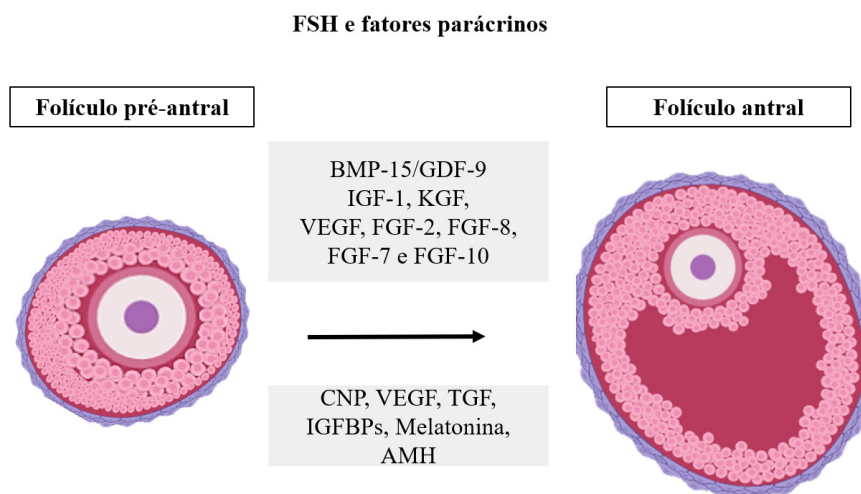 FSH e fatores parácrinos
Folículo pré-antral
Folículo antral
BMP-15/GDF-9
IGF-1, KGF,
VEGF, FGF-2, FGF-8,
FGF-7 e FGF-10
CNP, VEGF, TGF,
IGFBPs, Melatonina,
AMH